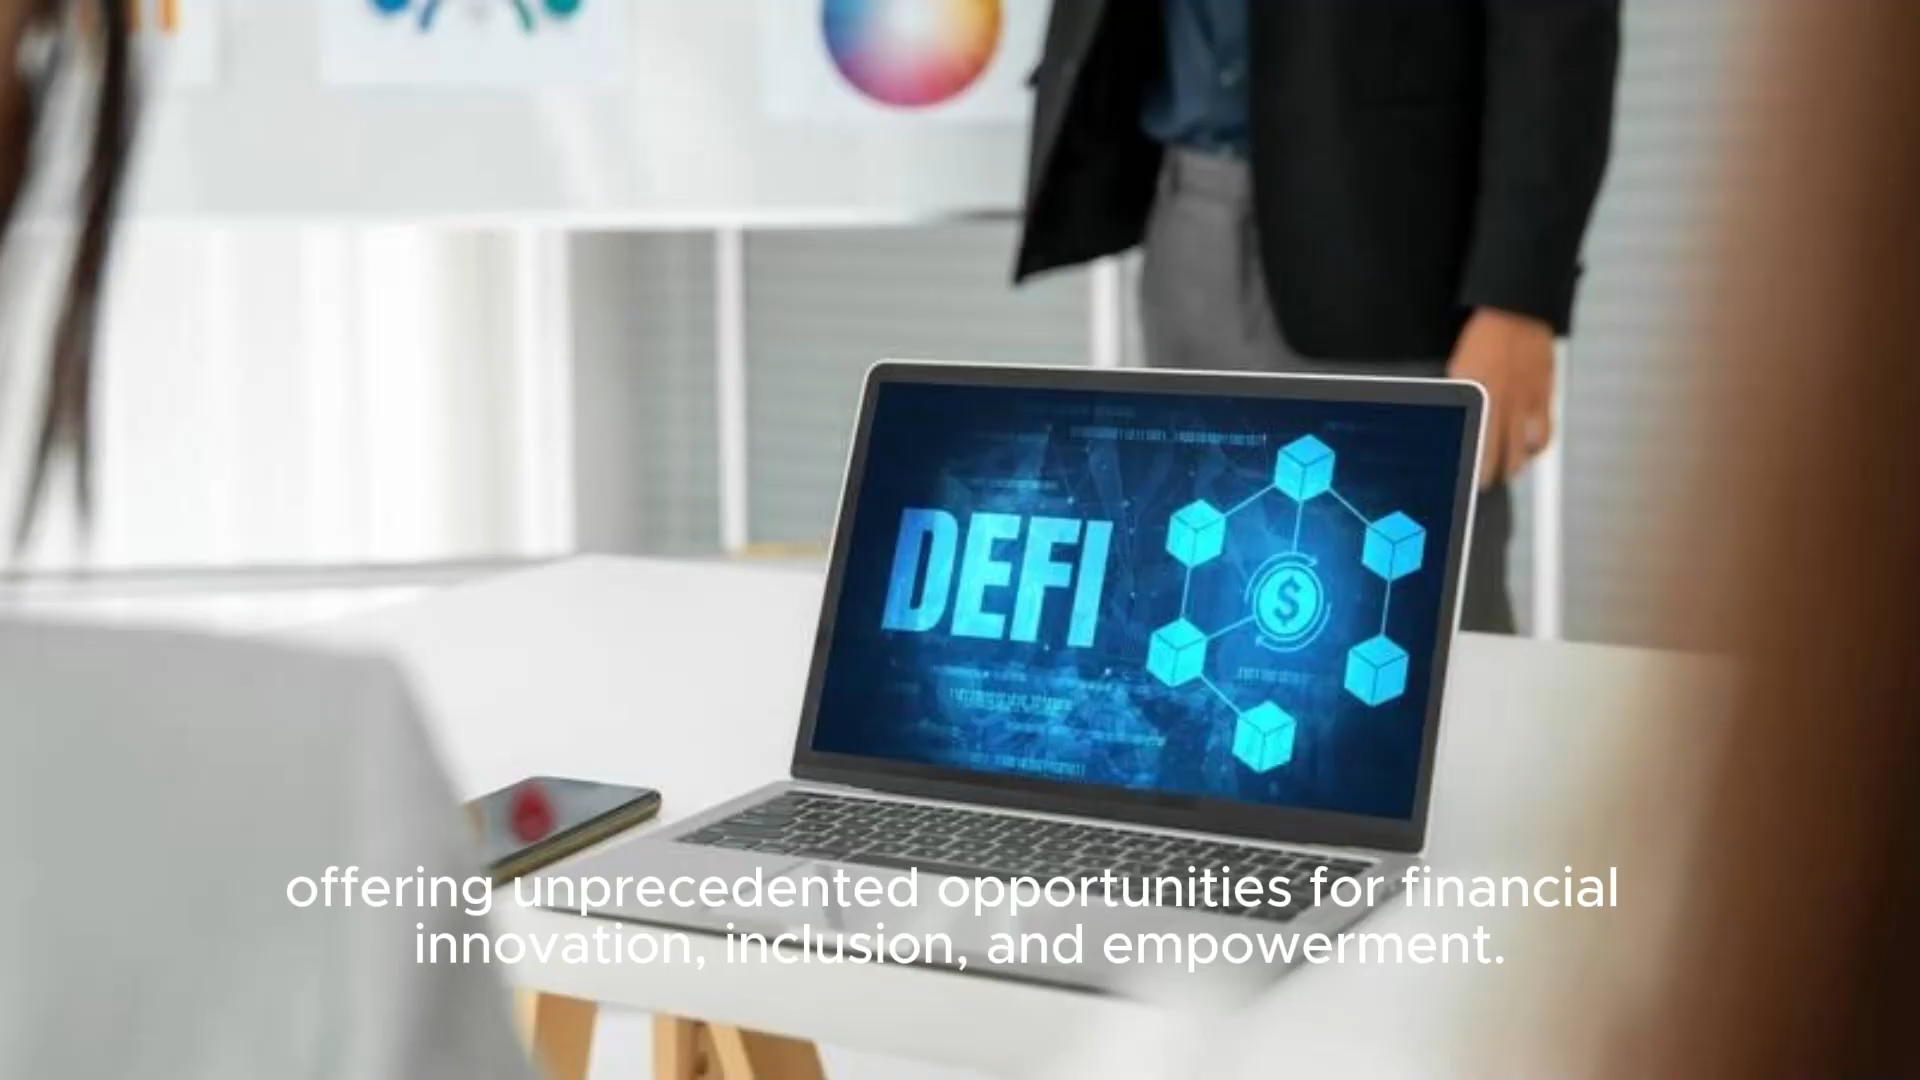 DEFI
$
offering unprecedented opportunities for financial
innovation, inclusion, and empowerment.